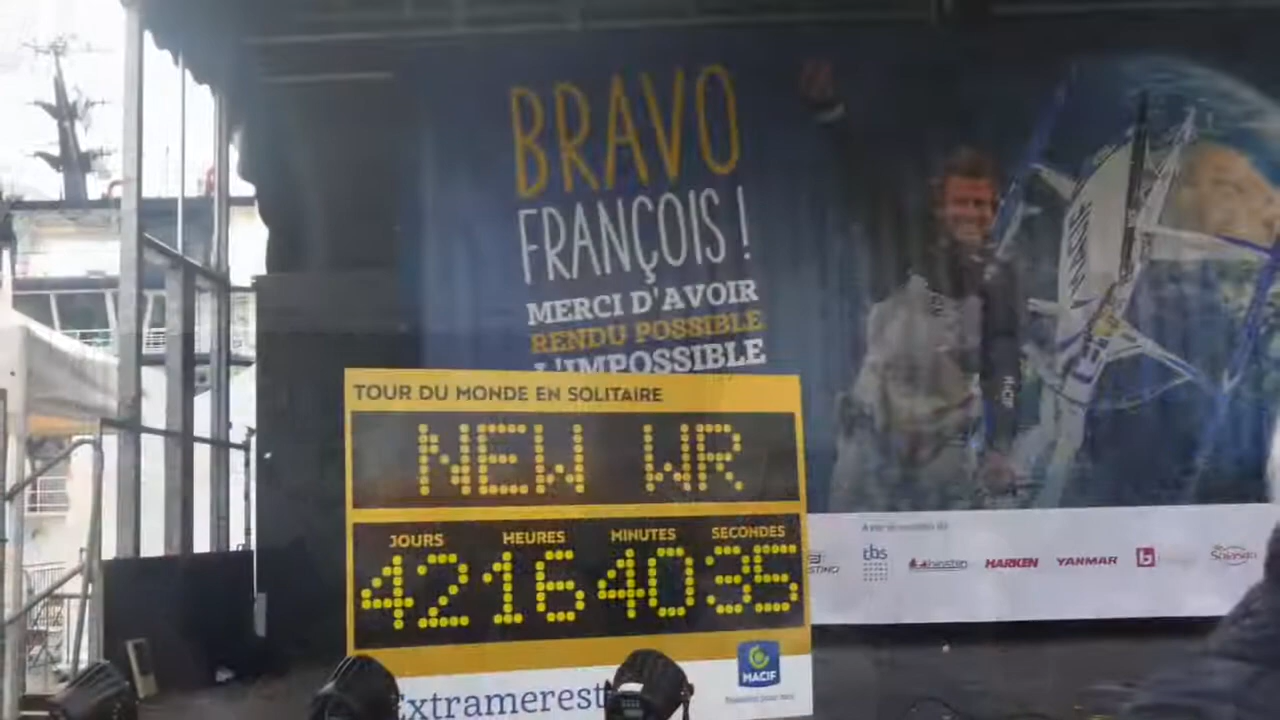 BRAVO
FRANÇOIS !
MERCI D'AVOIR
RENDU POSSIBLE
L'IMPOSSIBLE
TOUR DU MONDE EN SOLITAIRE
NEW WR
JOURS HEURES MINUTES SECONDES
42 16 40 35
MACIF
tbs HARKEN YANMAR